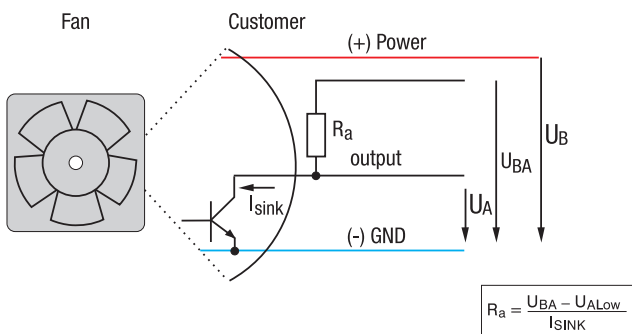 Fan
Customer
(+) Power
Ra
output
Isink
(-) GND
UA
UBA
UB
Ra = UBA – UALow
ISINK